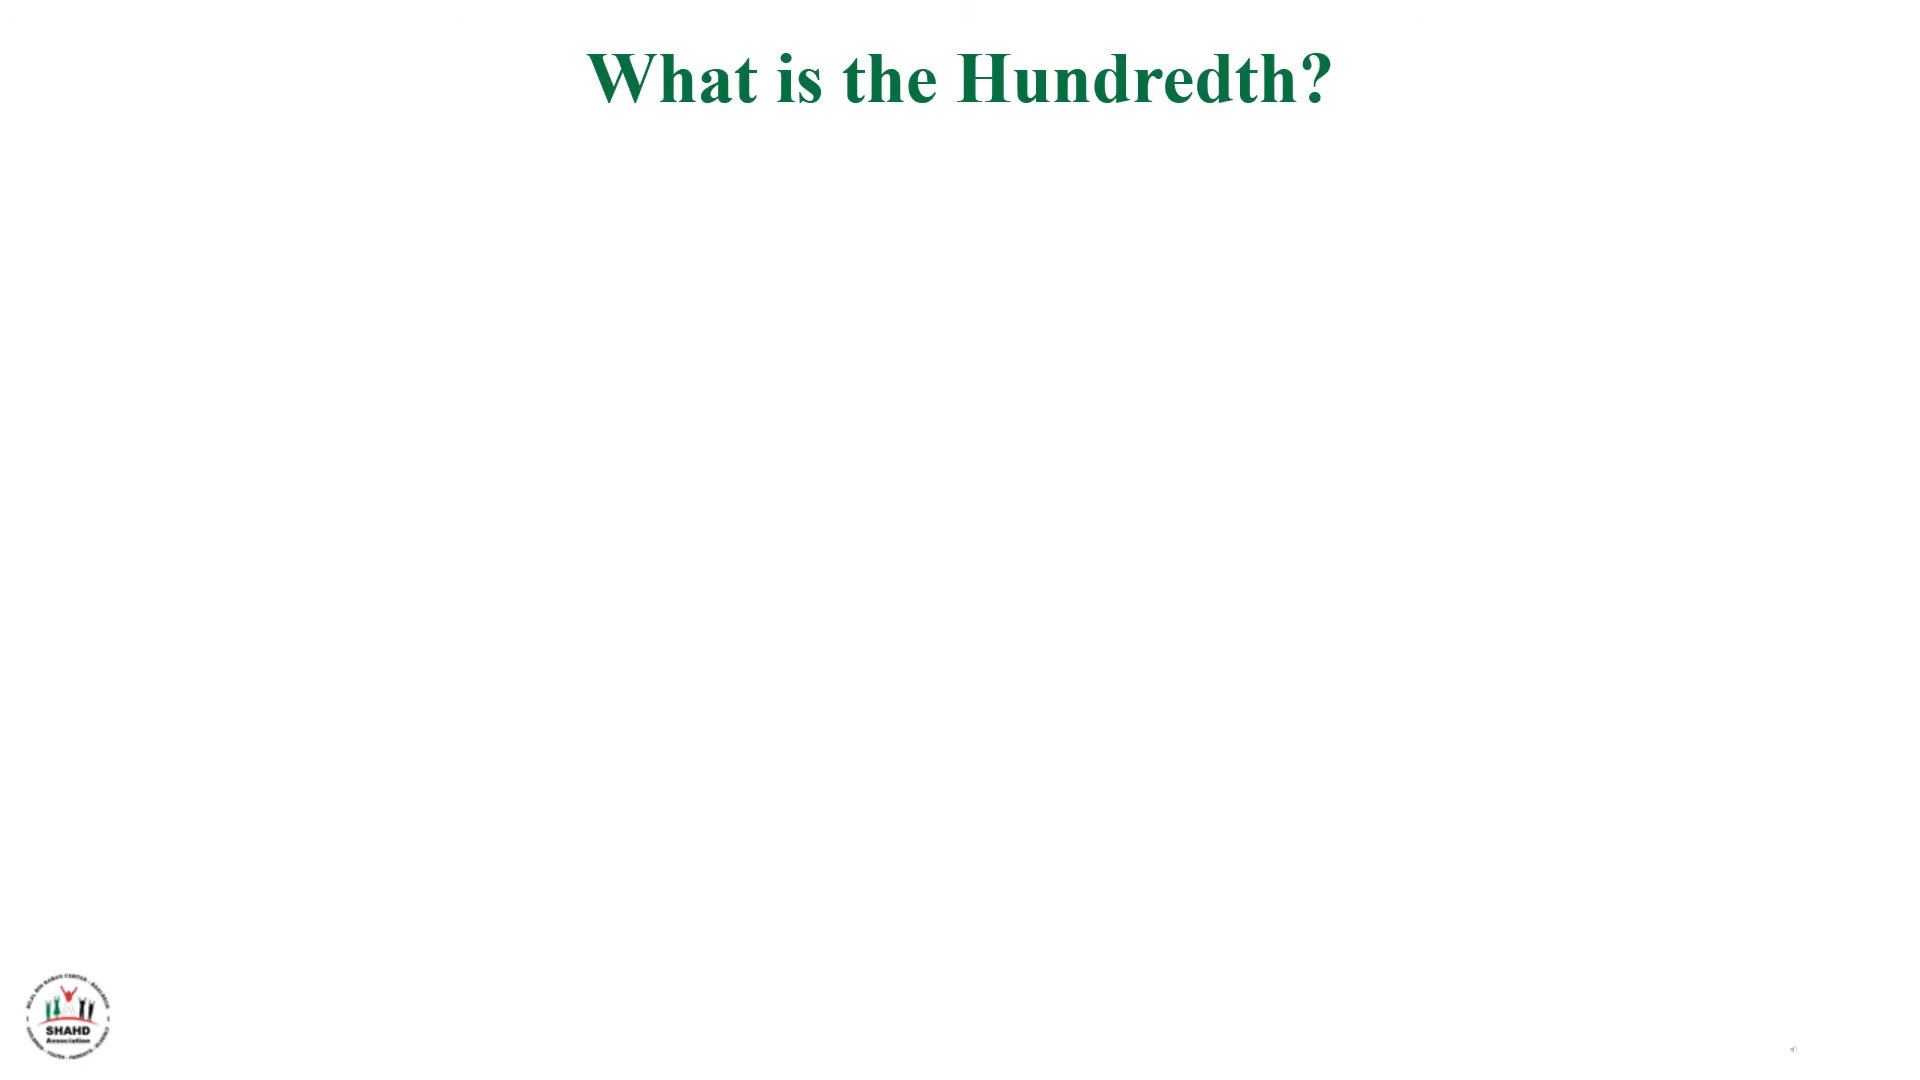 What is the Hundredth?
SHAHD
Association